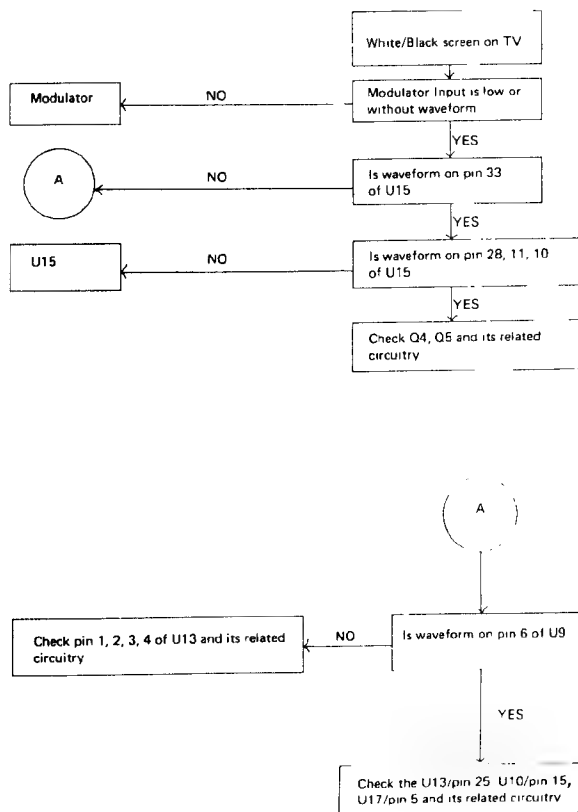 White/Black screen on TV
Modulator
NO
Modulator Input is low or
without waveform
YES
A
NO
Is waveform on pin 33
of U15
YES
U15
NO
Is waveform on pin 28, 11, 10
of U15
YES
Check Q4, Q5 and its related
circuitry
A
Check pin 1, 2, 3, 4 of U13 and its related
circuitry
NO
Is waveform on pin 6 of U9
YES
Check the U13/pin 25 U10/pin 15,
U17/pin 5 and its related circuitry